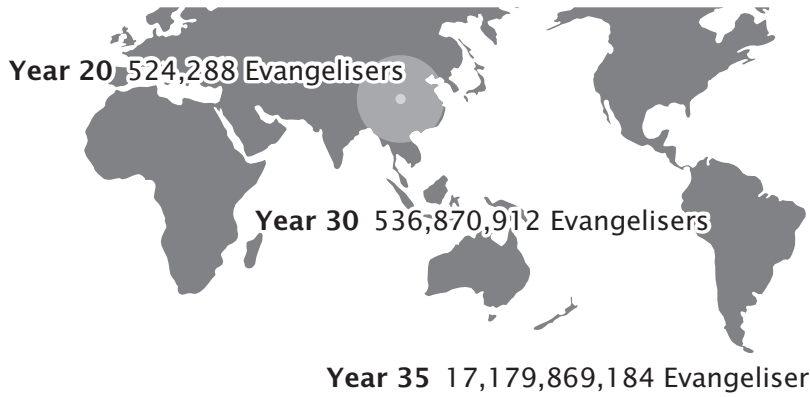 Year 20 524,288 Evangelisers
Year 30 536,870,912 Evangelisers
Year 35 17,179,869,184 Evangeliser